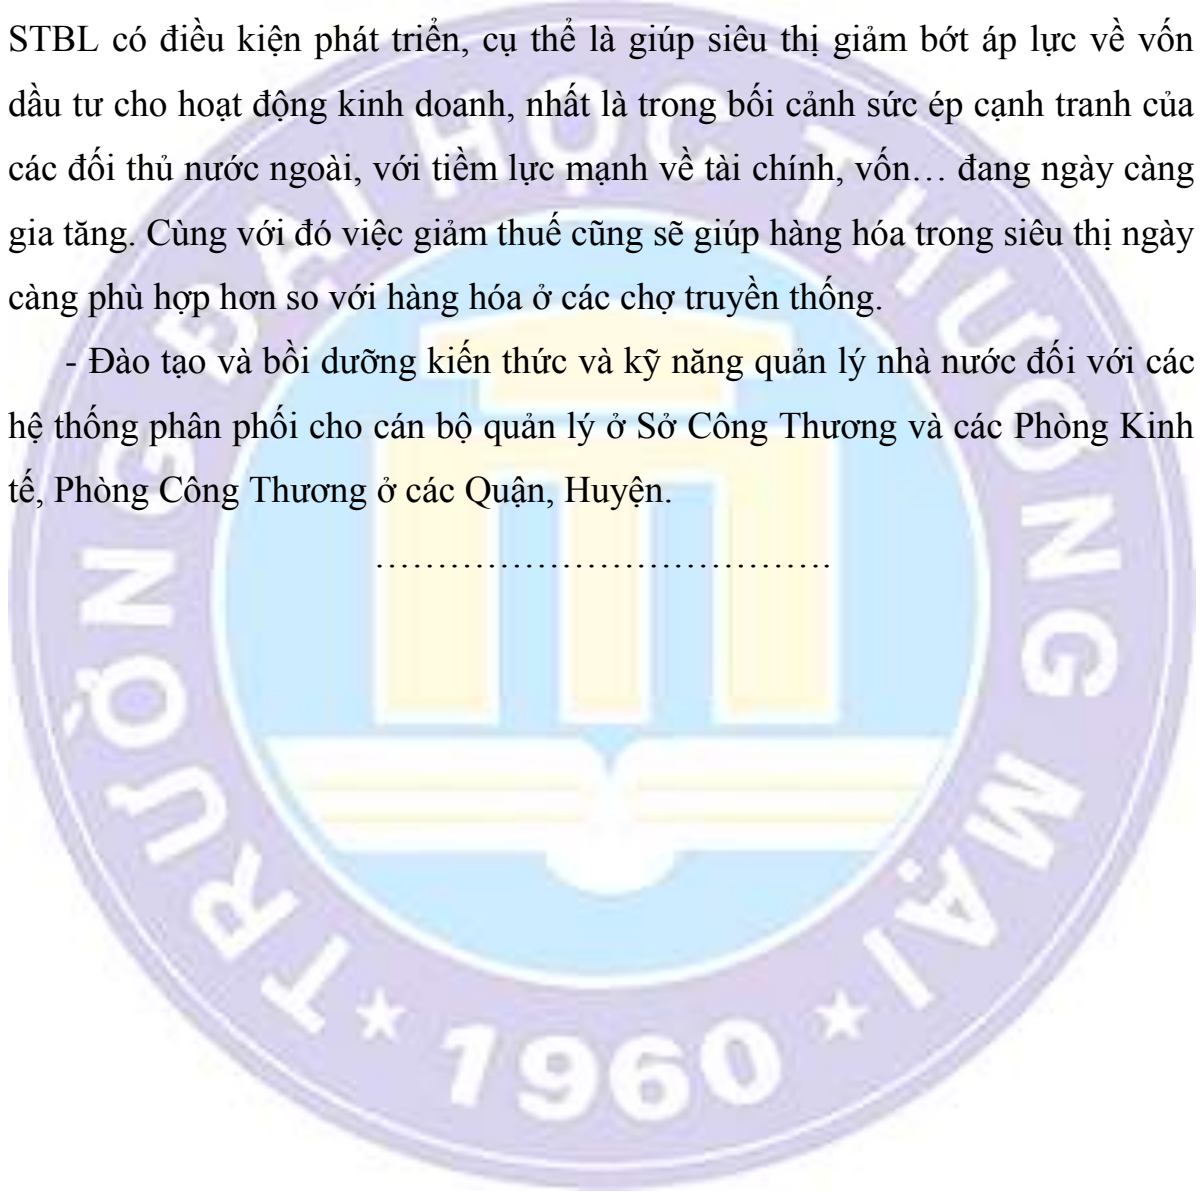 STBL có điều kiện phát triển, cụ thể là giúp siêu thị giảm bớt áp lực về vốn
dầu tư cho hoạt động kinh doanh, nhất là trong bối cảnh sức ép cạnh tranh của
các đối thủ nước ngoài, với tiềm lực mạnh về tài chính, vốn… đang ngày càng
gia tăng. Cùng với đó việc giảm thuế cũng sẽ giúp hàng hóa trong siêu thị ngày
càng phù hợp hơn so với hàng hóa ở các chợ truyền thống.
- Đào tạo và bồi dưỡng kiến thức và kỹ năng quản lý nhà nước đối với các
hệ thống phân phối cho cán bộ quản lý ở Sở Công Thương và các Phòng Kinh
tế, Phòng Công Thương ở các Quận, Huyện.
……………………………….
TRƯỜNG ĐẠI HỌC THƯƠNG MẠI
* 1960 *